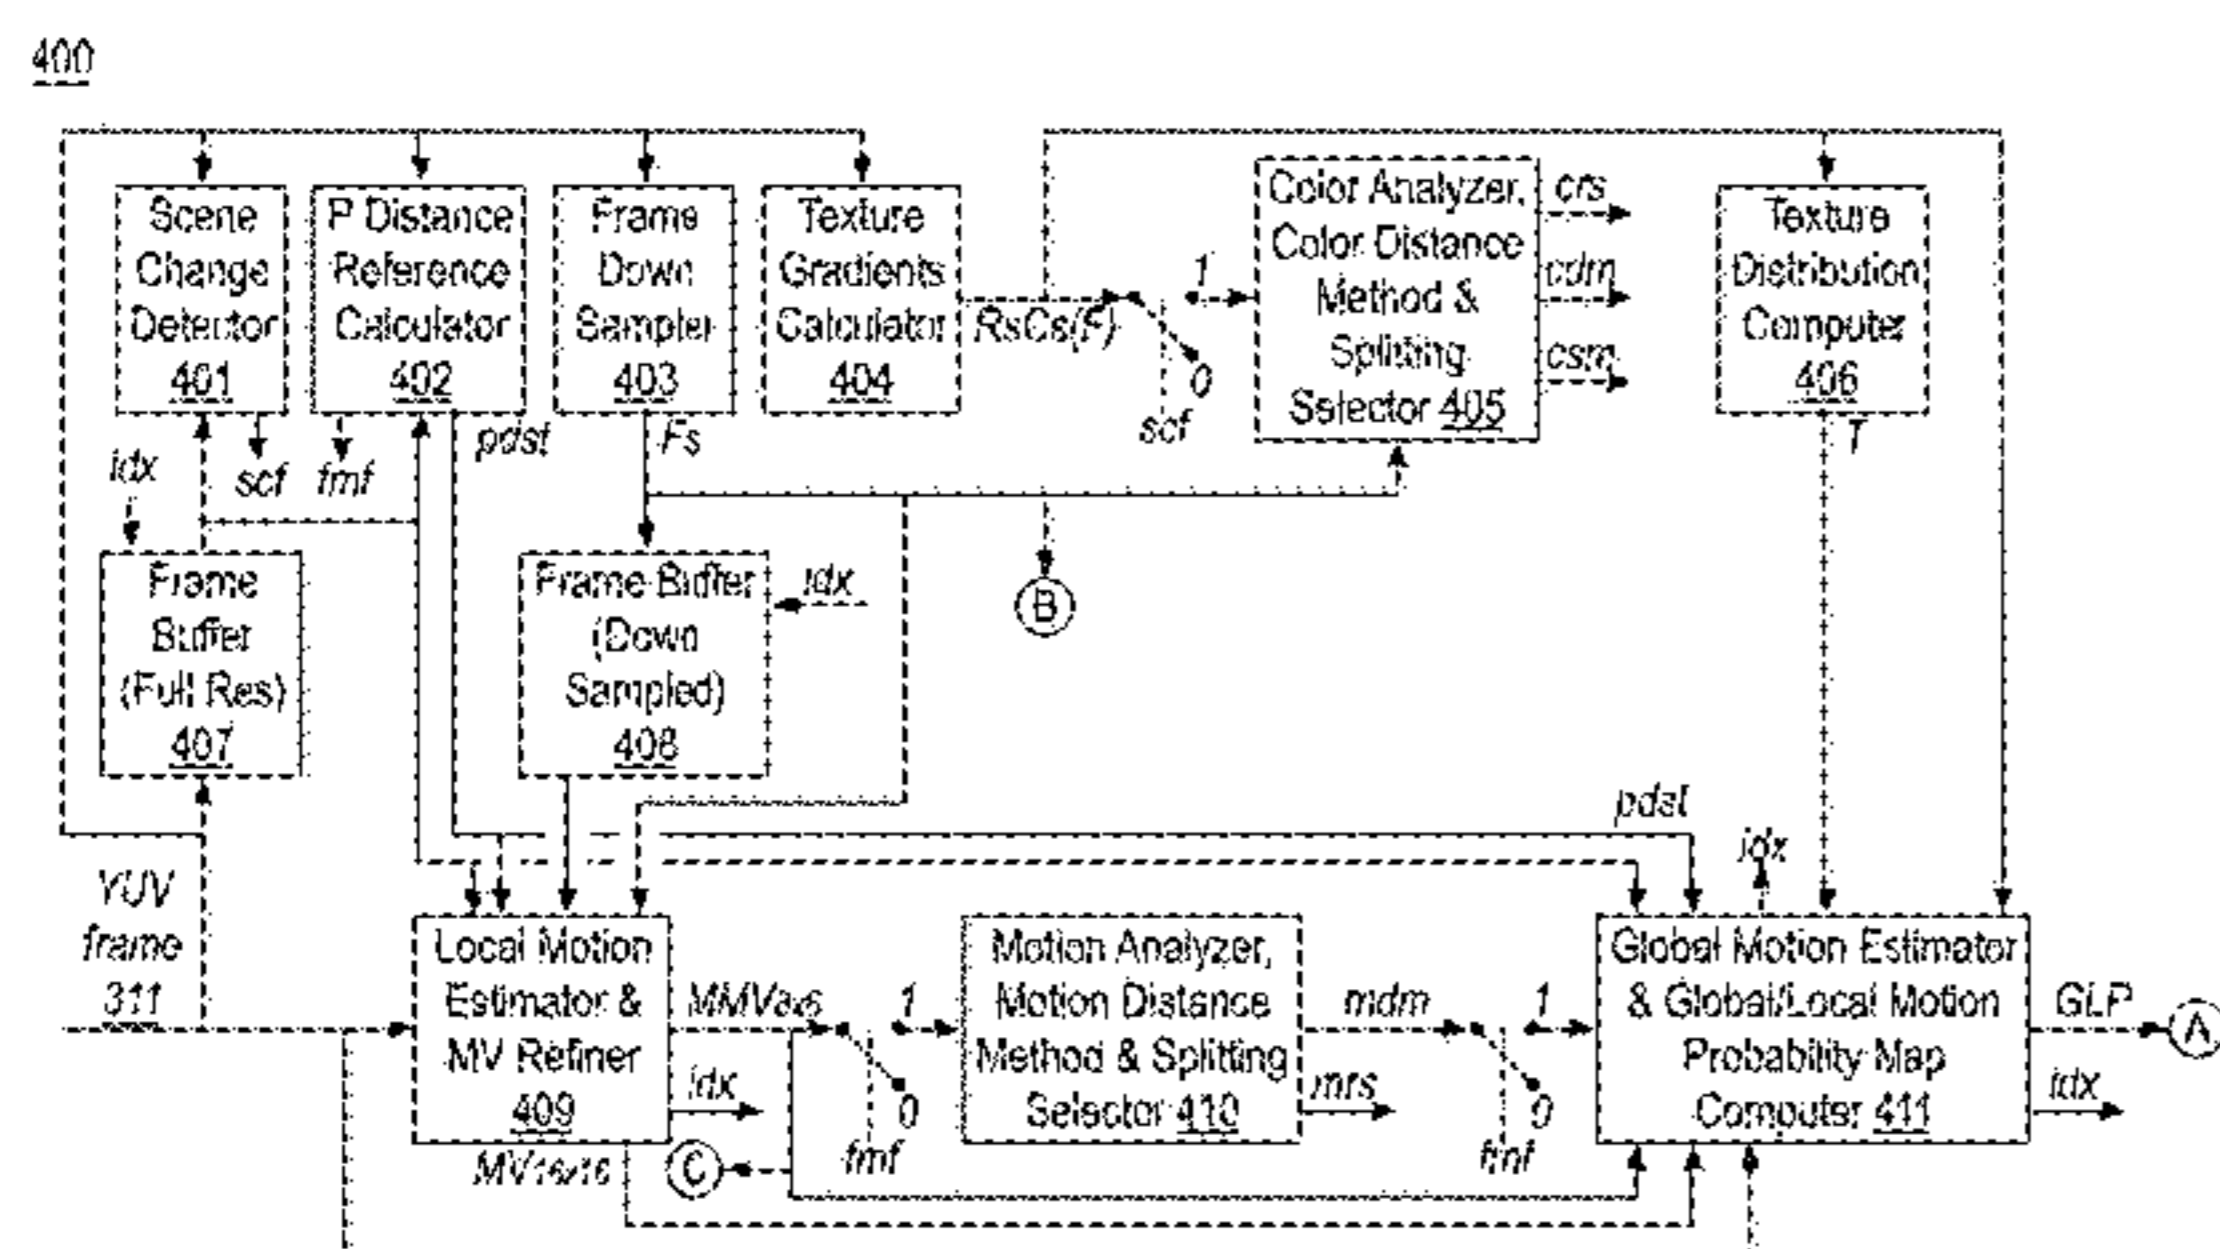 400
Scene
Change
Detector
401
P Distance
Reference
Calculator
402
Frame
Down
Sampler
403
Texture
Gradients
Calculator
404
RsCs(F)
1
0
scf
Color Analyzer,
Color Distance
Method &
Splitting
Selector 405
crs
cdm
csm
Texture
Distribution
Computer
406
T
idx
scf
fmf
pdst
Fs
Frame
Buffer
(Full Res)
407
Frame Buffer
(Down
Sampled)
408
idx
B
pdst
idx
YUV
frame
311
Local Motion
Estimator &
MV Refiner
409
MMV8x8
idx
MV16x16
C
1
0
fmf
Motion Analyzer,
Motion Distance
Method & Splitting
Selector 410
mdm
mrs
1
0
fmf
Global Motion Estimator
& Global/Local Motion
Probability Map
Computer 411
GLP
A
idx